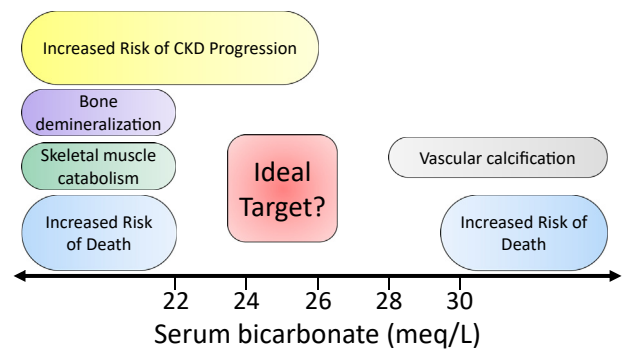 Increased Risk of CKD Progression
Bone
demineralization
Skeletal muscle
catabolism
Increased Risk
of Death
Ideal
Target?
Vascular calcification
Increased Risk of
Death
22 24 26 28 30
Serum bicarbonate (meq/L)